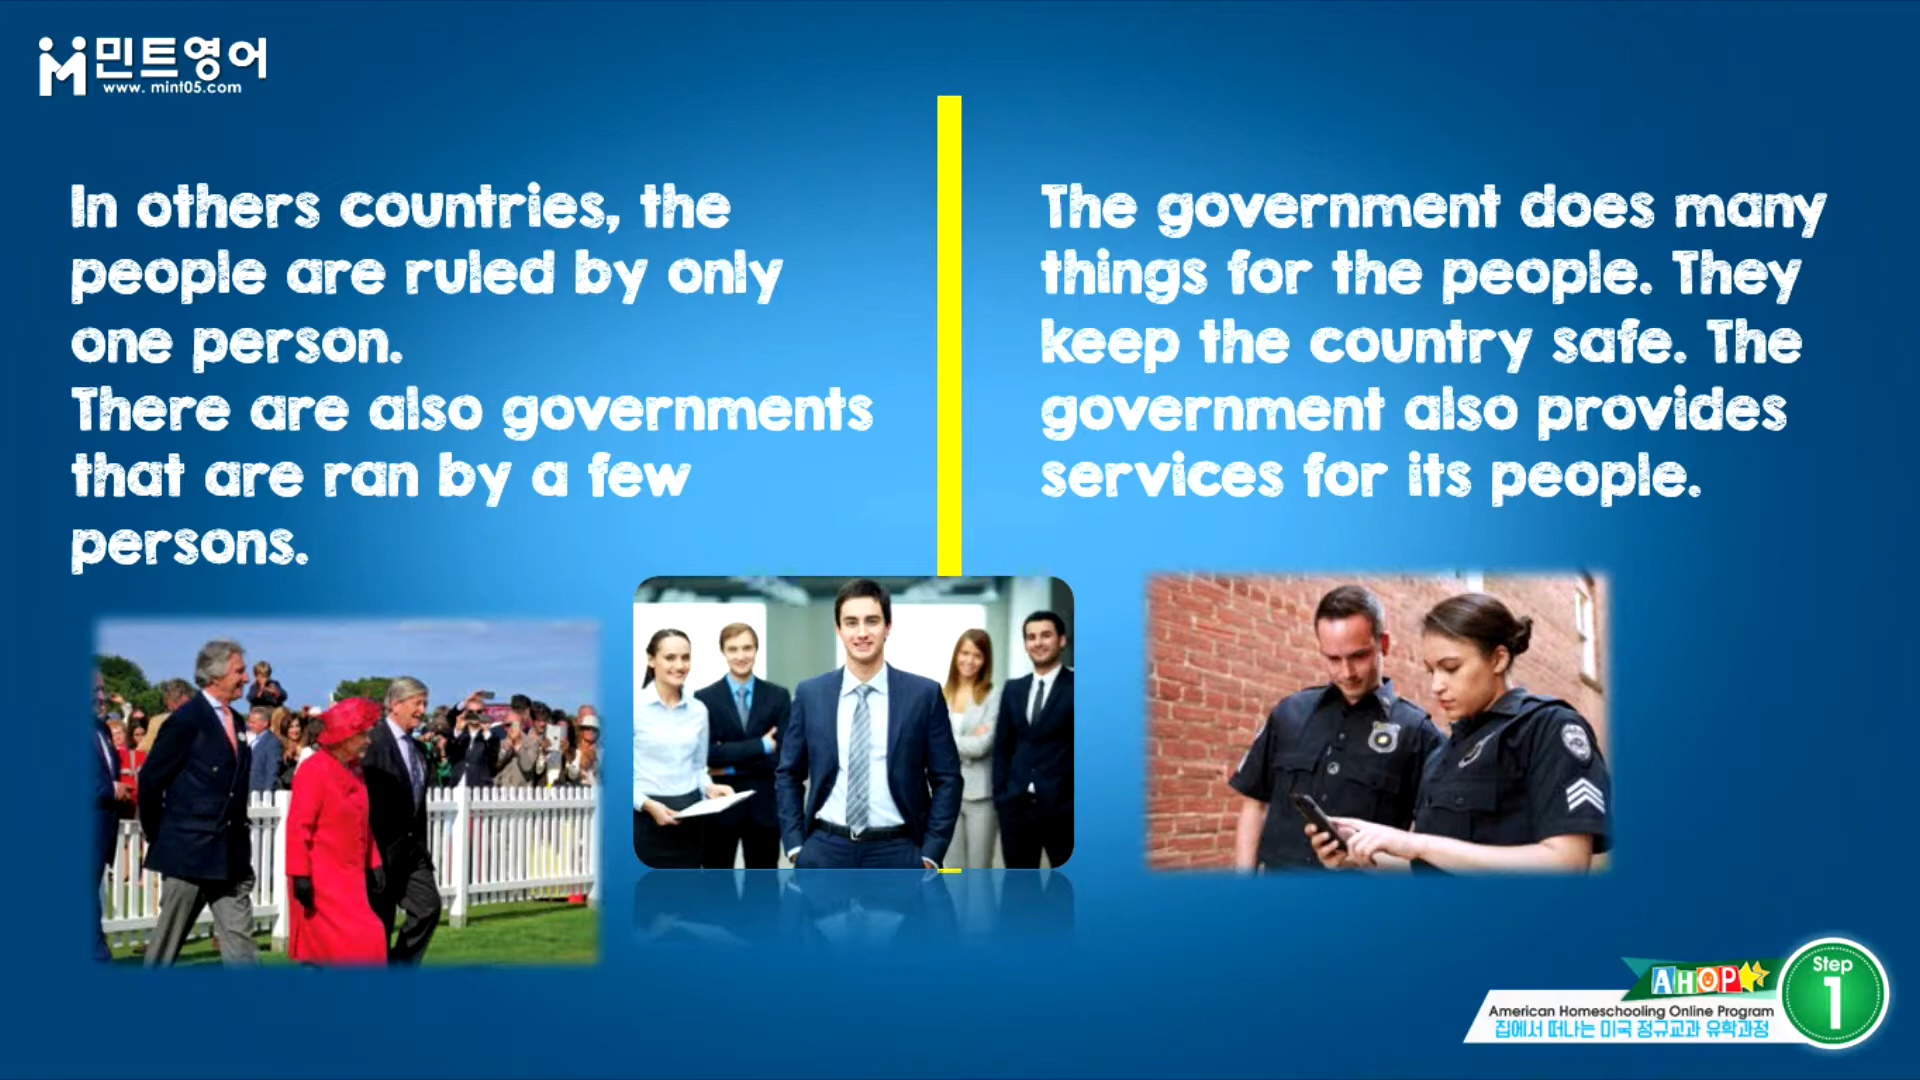 민트영어
www. mint05.com
In others countries, the
people are ruled by only
one person.
There are also governments
that are ran by a few
persons.
The government does many
things for the people. They
keep the country safe. The
government also provides
services for its people.
AHOP
Step
1
American Homeschooling Online Program
집에서 떠나는 미국 정규교과 유학과정